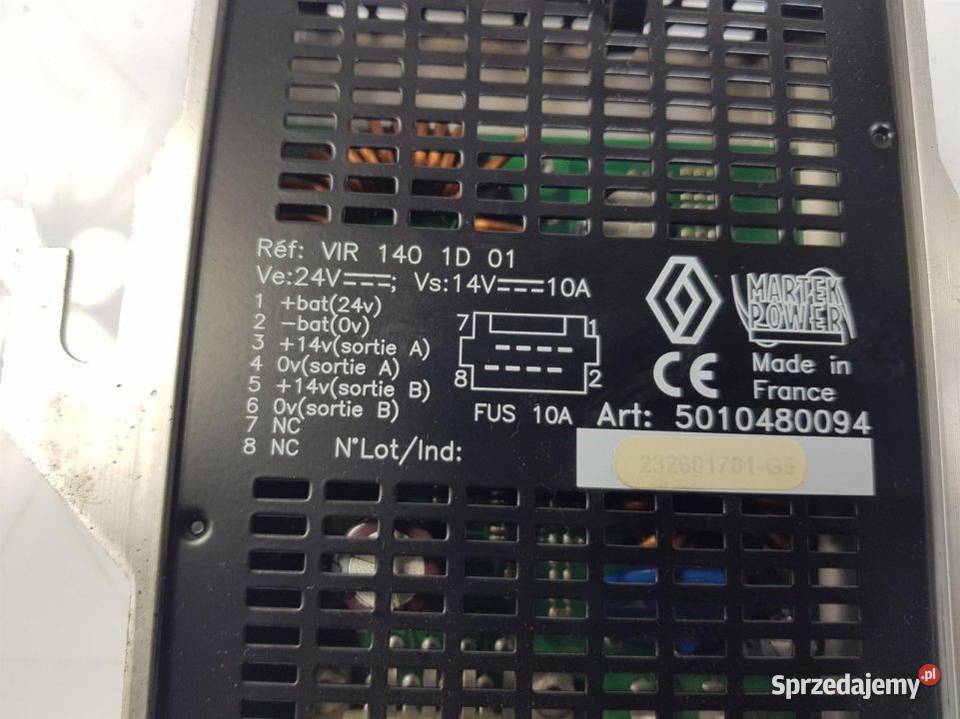 Réf: VIR 140 1D 01
Ve:24V⎓; Vs:14V⎓10A
1 +bat(24v)
2 -bat(0v)
3 +14v(sortie A)
4 0v(sortie A)
5 +14v(sortie B)
6 0v(sortie B)
7 NC
8 NC
7 1
8 2
FUS 10A
MARTEK
POWER
CE
Made in
France
Art: 5010480094
N°Lot/Ind:
232601701-G5
Sprzedajemy.pl